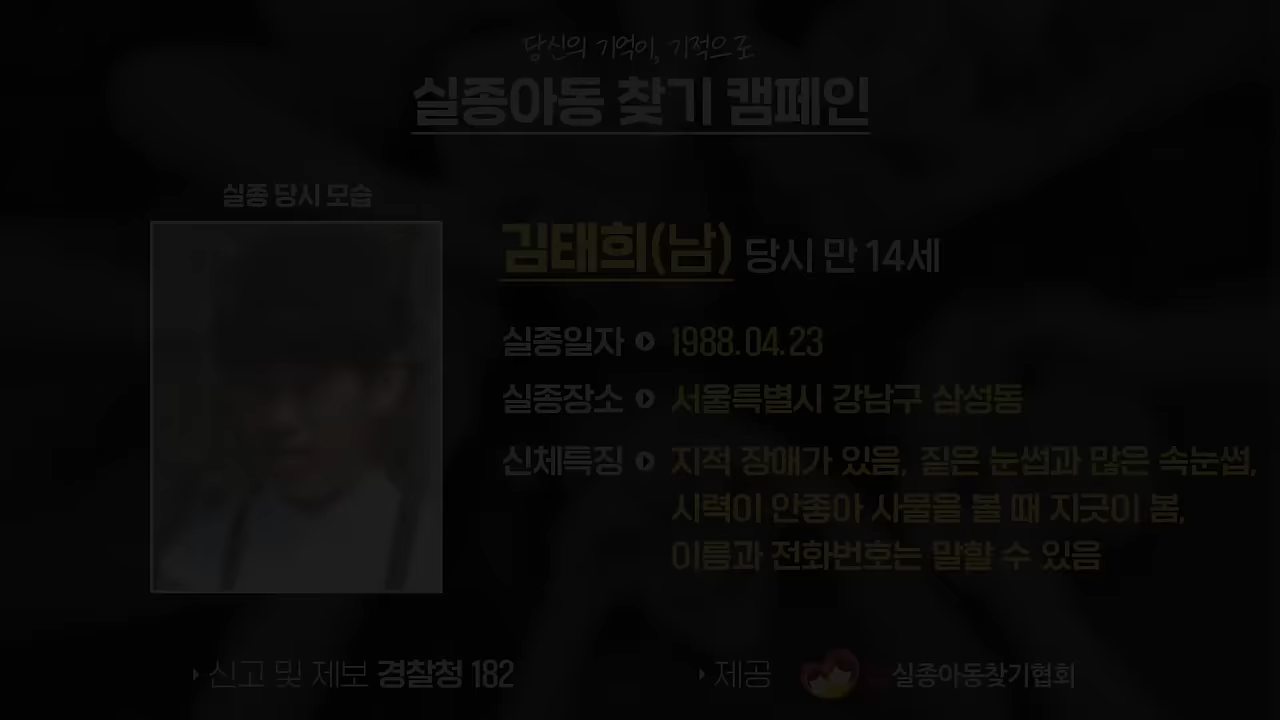 당신의 기억이, 기적으로
실종아동 찾기 캠페인
실종 당시 모습
김태희(남) 당시 만 14세
실종일자 1988.04.23
실종장소 서울특별시 강남구 삼성동
신체특징 지적 장애가 있음, 짙은 눈썹과 많은 속눈썹,
시력이 안좋아 사물을 볼 때 지긋이 봄,
이름과 전화번호는 말할 수 있음
신고 및 제보 경찰청 182
제공 실종아동찾기협회